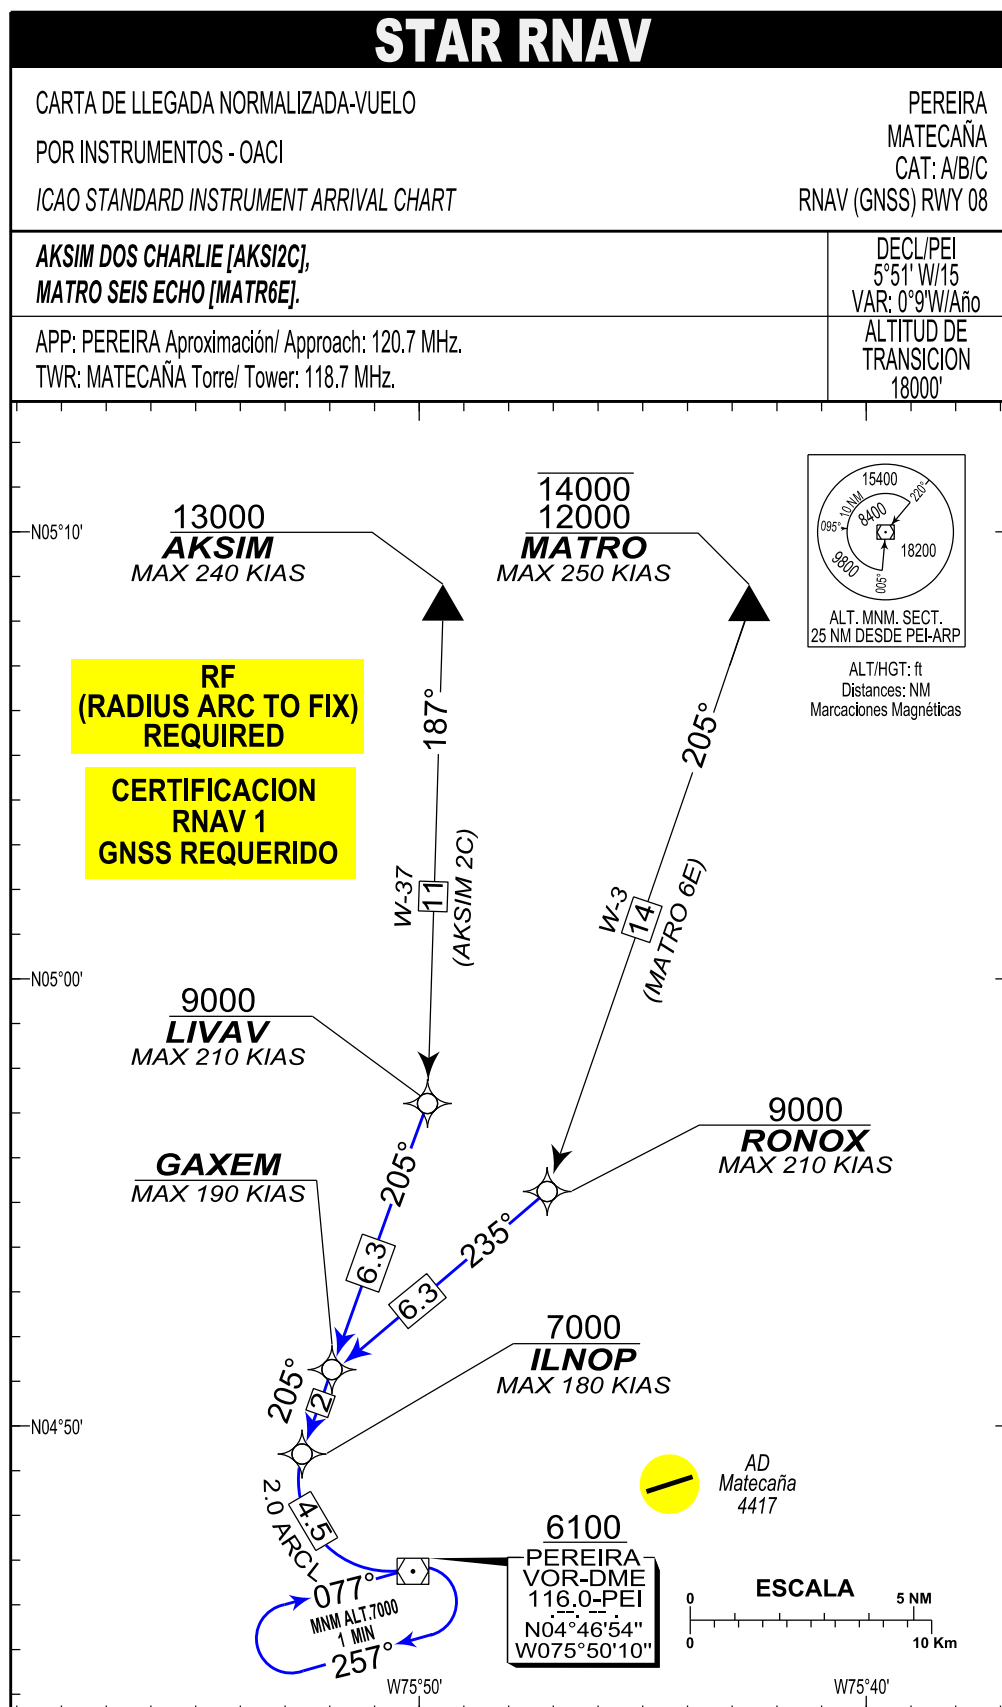 STAR RNAV
CARTA DE LLEGADA NORMALIZADA-VUELO
POR INSTRUMENTOS - OACI
ICAO STANDARD INSTRUMENT ARRIVAL CHART
PEREIRA
MATECAÑA
CAT: A/B/C
RNAV (GNSS) RWY 08
AKSIM DOS CHARLIE [AKSI2C],
MATRO SEIS ECHO [MATR6E].
DECL/PEI
5°51' W/15
VAR: 0°9'W/Año
APP: PEREIRA Aproximación/ Approach: 120.7 MHz.
TWR: MATECAÑA Torre/ Tower: 118.7 MHz.
ALTITUD DE
TRANSICION
18000'
N05°10'
13000
AKSIM
MAX 240 KIAS
14000
12000
MATRO
MAX 250 KIAS
15400
220°
10 NM
095°
8400
18200
9800
005°
ALT. MNM. SECT.
25 NM DESDE PEI-ARP
ALT/HGT: ft
Distances: NM
Marcaciones Magnéticas
RF
(RADIUS ARC TO FIX)
REQUIRED
CERTIFICACION
RNAV 1
GNSS REQUERIDO
187°
205°
W-37
11
(AKSIM 2C)
W-3
14
(MATRO 6E)
N05°00'
9000
LIVAV
MAX 210 KIAS
9000
RONOX
MAX 210 KIAS
GAXEM
MAX 190 KIAS
205°
235°
6.3
6.3
7000
ILNOP
MAX 180 KIAS
205°
2
N04°50'
AD
Matecaña
4417
2.0 ARCL
4.5
6100
PEREIRA
VOR-DME
116.0-PEI
N04°46'54"
W075°50'10"
077°
MNM ALT.7000
1 MIN
257°
ESCALA
0
5 NM
0
10 Km
W75°50'
W75°40'